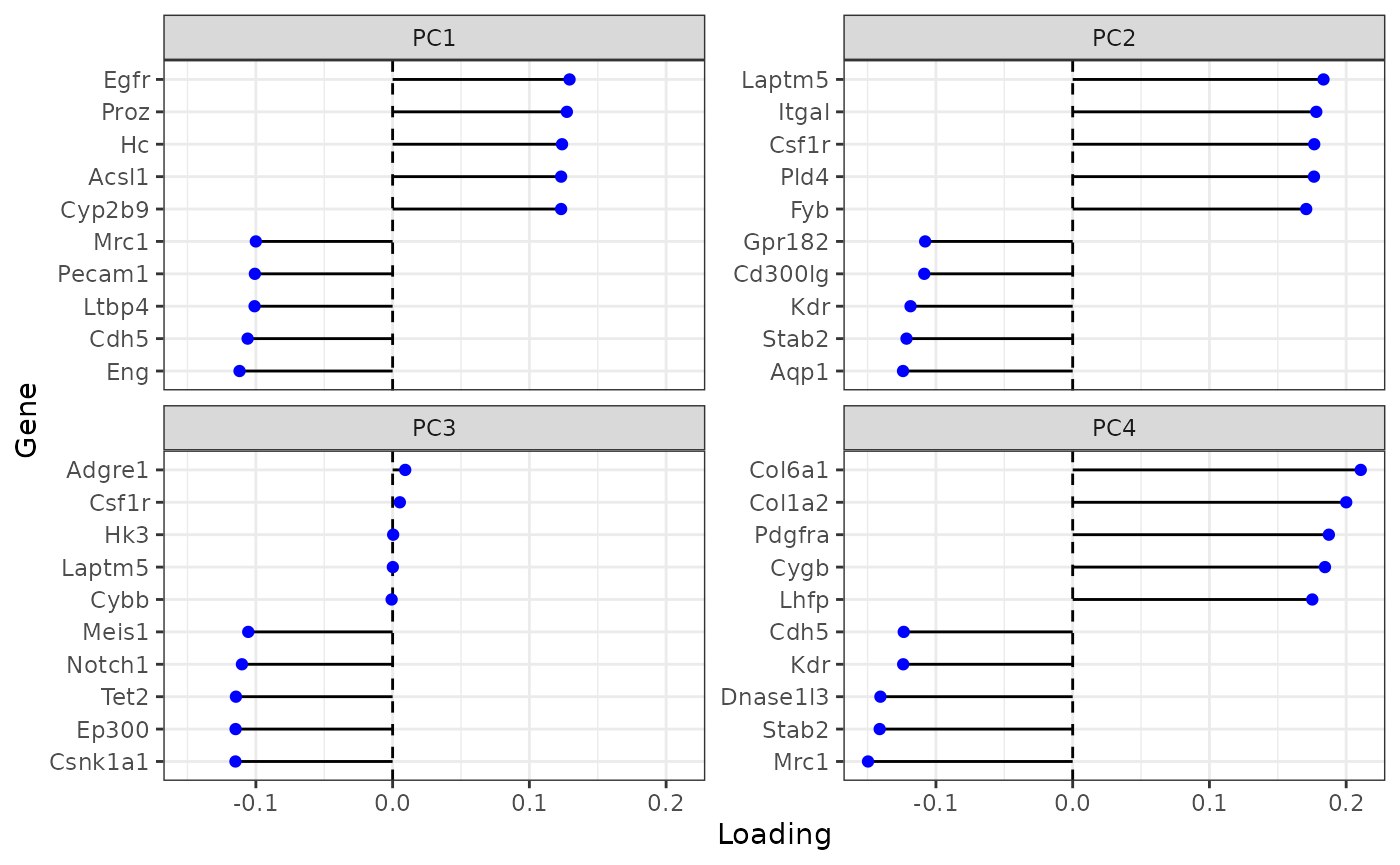 PC1
Egfr
Proz
Hc
Acsl1
Cyp2b9
Mrc1
Pecam1
Ltbp4
Cdh5
Eng
PC2
Laptm5
Itgal
Csf1r
Pld4
Fyb
Gpr182
Cd300lg
Kdr
Stab2
Aqp1
Gene
PC3
Adgre1
Csf1r
Hk3
Laptm5
Cybb
Meis1
Notch1
Tet2
Ep300
Csnk1a1
-0.1 0.0 0.1 0.2
PC4
Col6a1
Col1a2
Pdgfra
Cygb
Lhfp
Cdh5
Kdr
Dnase1l3
Stab2
Mrc1
-0.1 0.0 0.1 0.2
Loading